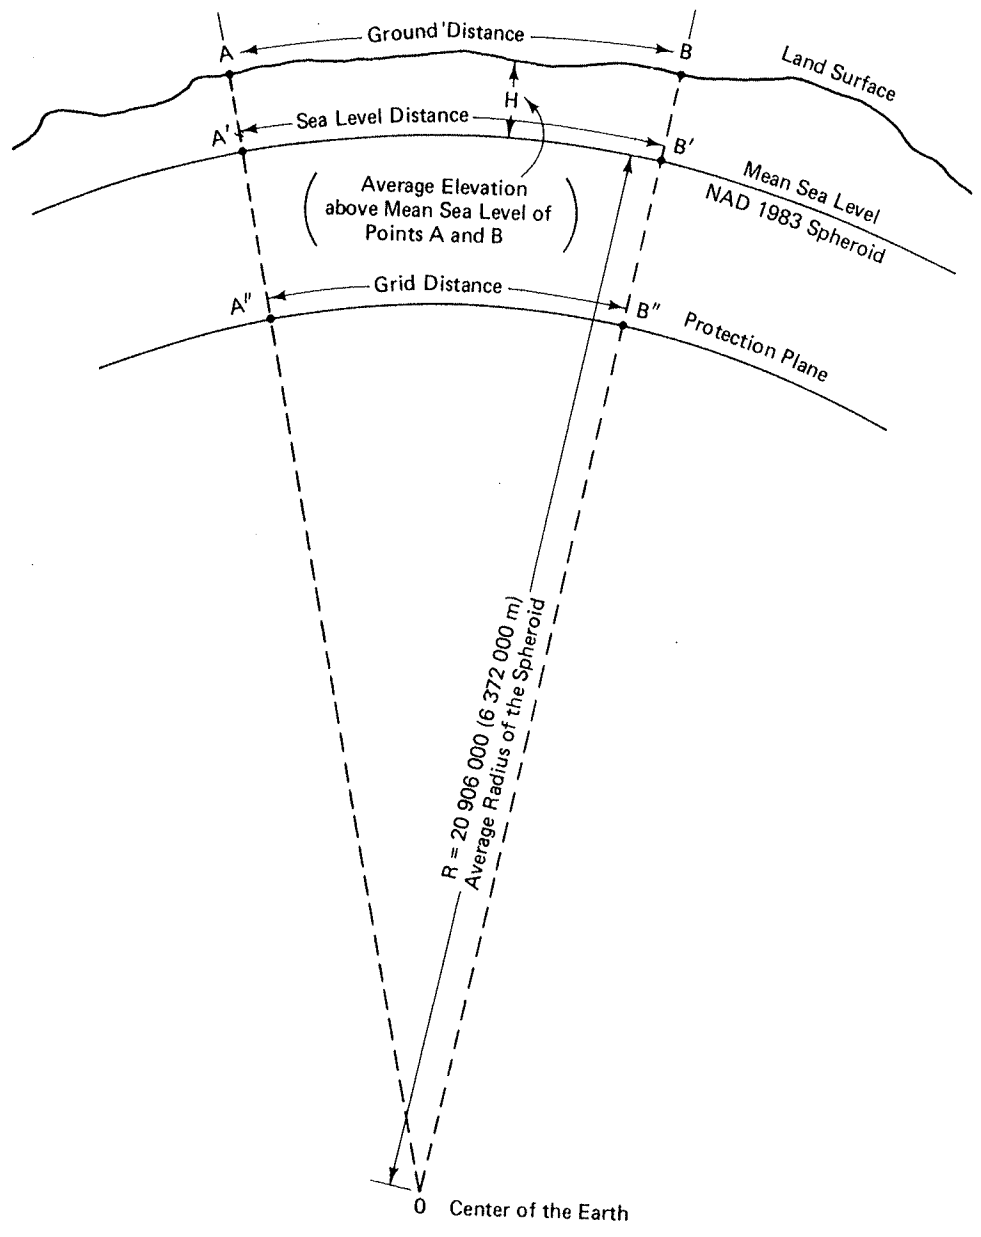 Ground Distance
A
B
Land Surface
H
A'
Sea Level Distance
B'
Mean Sea Level
NAD 1983 Spheroid
Average Elevation
above Mean Sea Level of
Points A and B
A"
Grid Distance
B"
Protection Plane
R = 20 906 000 (6 372 000 m)
Average Radius of the Spheroid
0 Center of the Earth